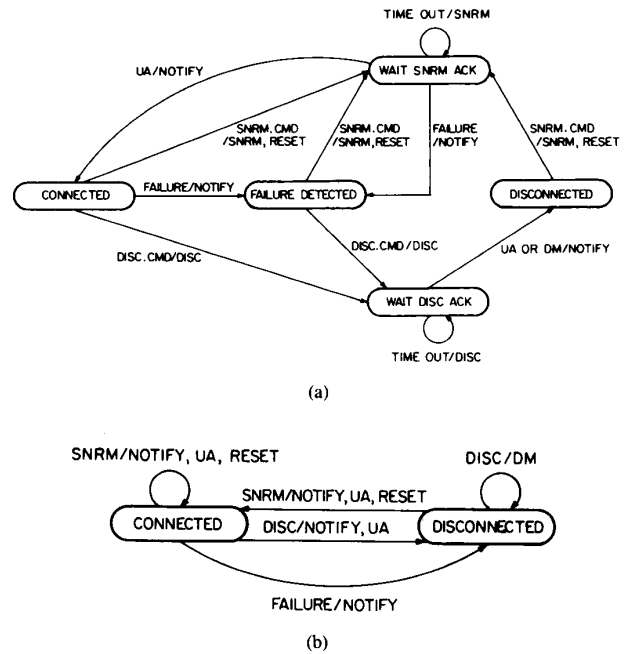 TIME OUT/SNRM
WAIT SNRM ACK
UA/NOTIFY
SNRM.CMD
/SNRM, RESET
SNRM.CMD
/SNRM,RESET
FAILURE
/NOTIFY
SNRM.CMD
/SNRM, RESET
CONNECTED
FAILURE/NOTIFY
FAILURE DETECTED
DISCONNECTED
DISC.CMD/DISC
DISC.CMD/DISC
UA OR DM/NOTIFY
WAIT DISC ACK
TIME OUT/DISC
(a)
SNRM/NOTIFY, UA, RESET
DISC/DM
SNRM/NOTIFY, UA, RESET
CONNECTED
DISC/NOTIFY, UA
DISCONNECTED
FAILURE/NOTIFY
(b)